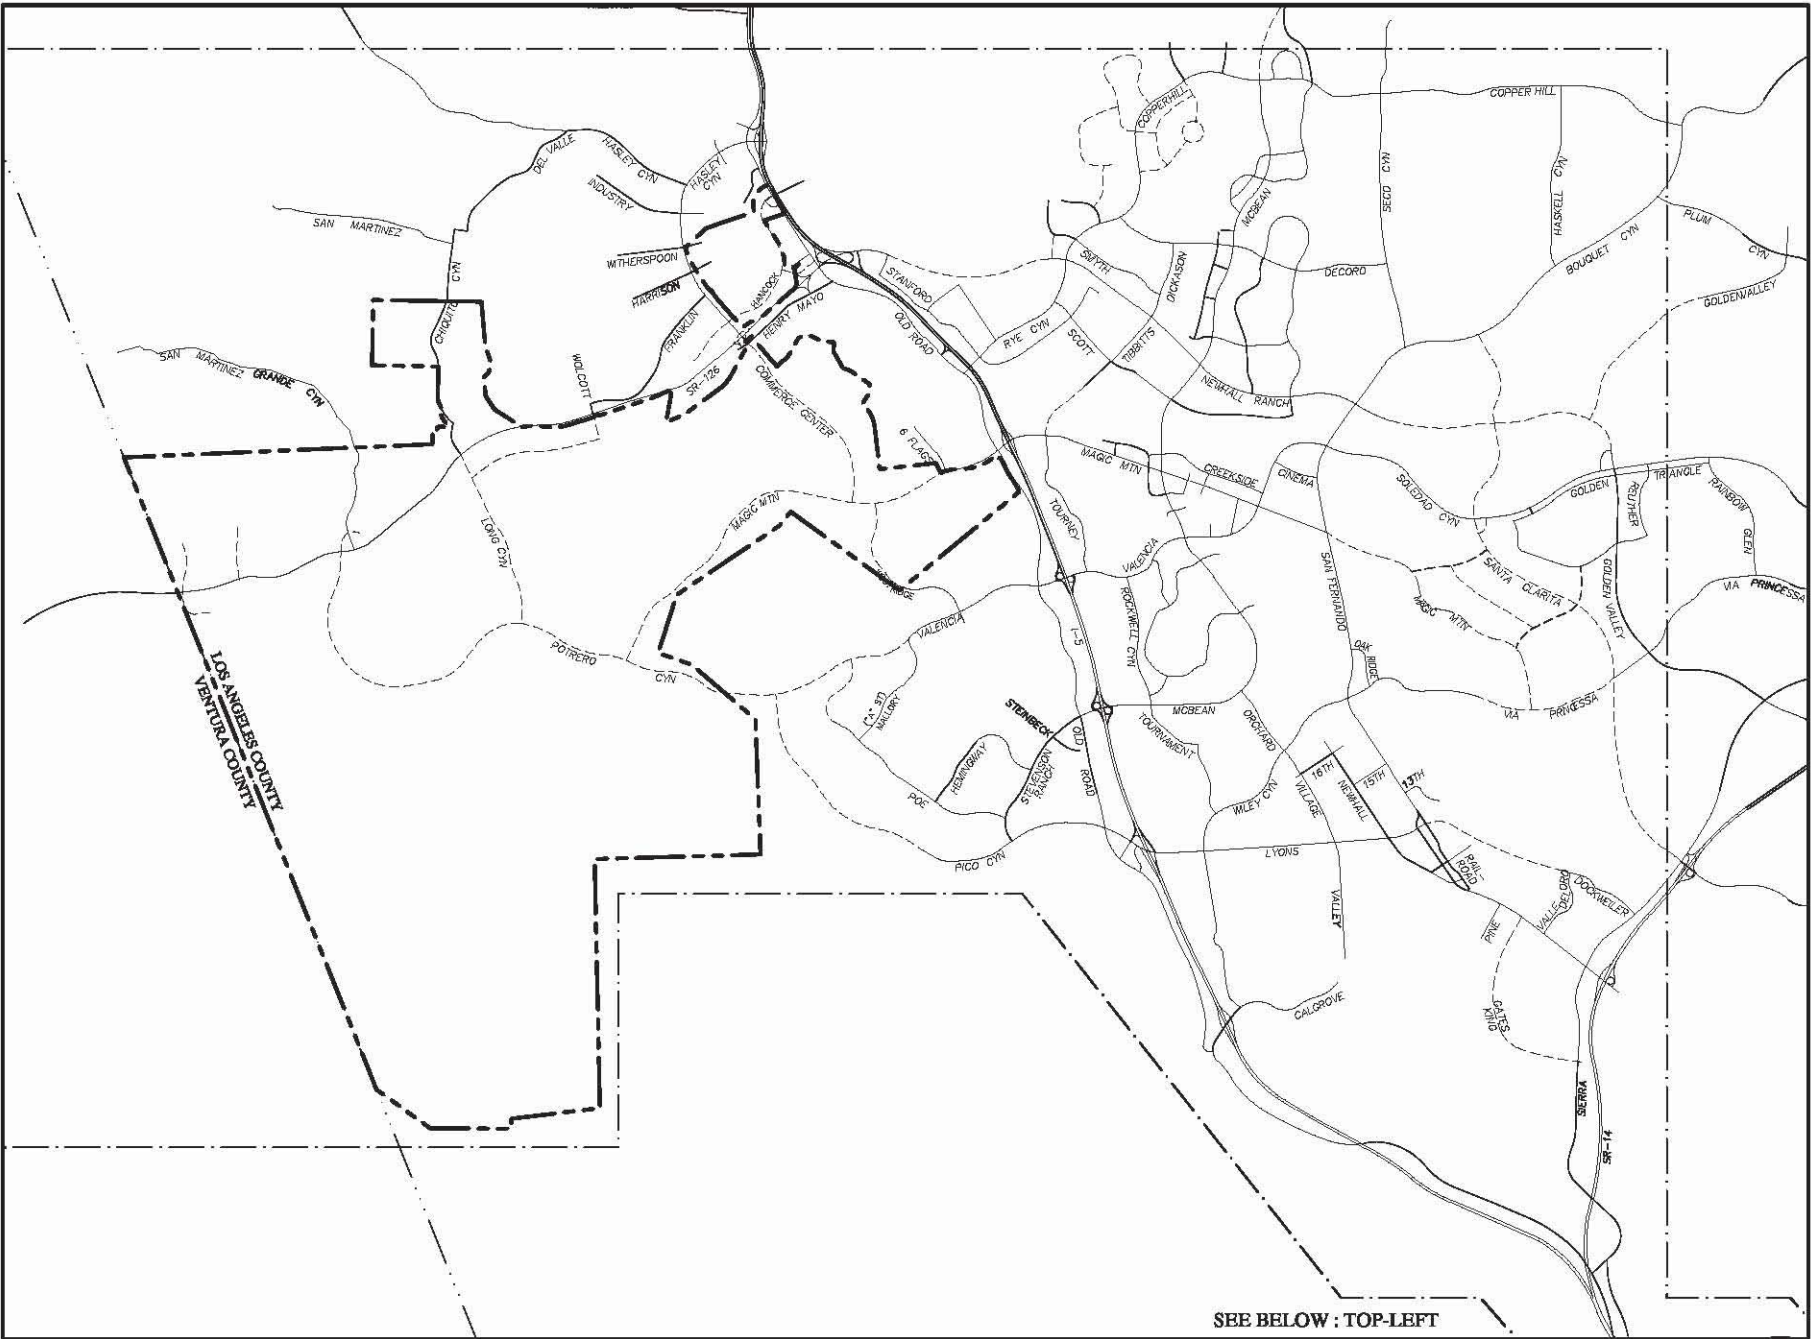 COPPER HILL
COPPERHILL
DEL VALLE
HASLEY CYN
HASLEY
CYN
INDUSTRY
SAN MARTINEZ
CHIQUITO CYN
WITHERSPOON
HARRISON
HANCOCK
HENRY MAYO
FRANKLIN
STANFORD
OLD ROAD
RYE CYN
SCOTT
SMYTH
DICKASON
TIBBITTS
MCBEAN
SECO CYN
HASKELL CYN
DECORO
BOUQUET CYN
PLUM CYN
GOLDENVALLEY
NEWHALL RANCH
SAN MARTINEZ GRANDE CYN
WOLCOTT
SR-126
COMMERCE CENTER
6 FLAGS
MAGIC MTN
MAGIC MTN
CREEKSIDE
CINEMA
SOLEDAD CYN
GOLDEN TRIANGLE
REUTHER
RAINBOW GLEN
LONG CYN
TOURNEY
VALENCIA
SAN FERNANDO
SANTA CLARITA
MAGIC MTN
GOLDEN VALLEY
VIA PRINCESSA
ROCKWELL CYN
I-5
VALENCIA
POTRERO CYN
OAK
RIDGE
LOS ANGELES COUNTY
VENTURA COUNTY
("A" ST)
MALLORY
STEINBECK
OLD ROAD
MCBEAN
TOURNAMENT
ORCHARD VILLAGE
VIA PRINCESSA
HEMINGWAY
STEVENSON
RANCH
POE
PICO CYN
WILEY CYN
16TH
NEWHALL
15TH
13TH
LYONS
RAIL-
ROAD
VALLEY
PINE
VALLE
DEL ORO
DOCKWEILER
GATES
KING
CALGROVE
SIERRA
SR-14
SEE BELOW : TOP-LEFT